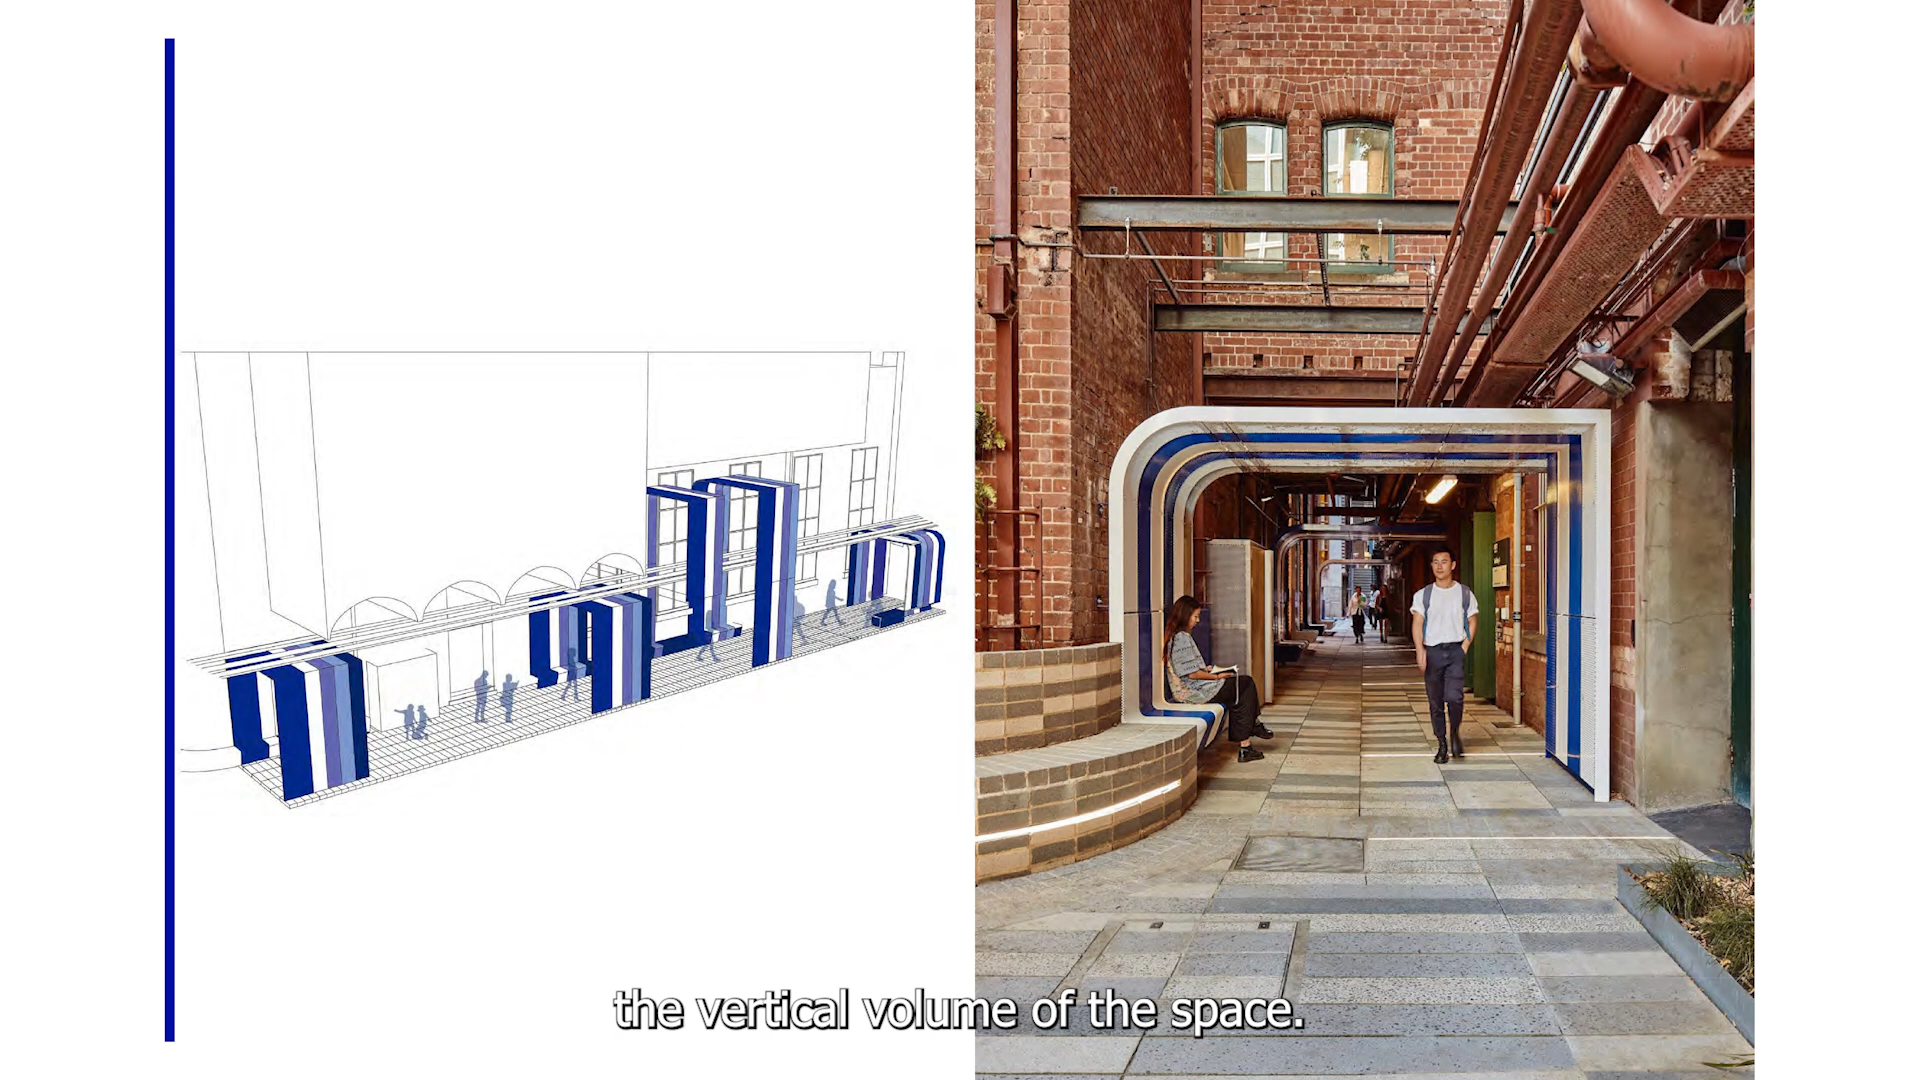 the vertical volume of the space.